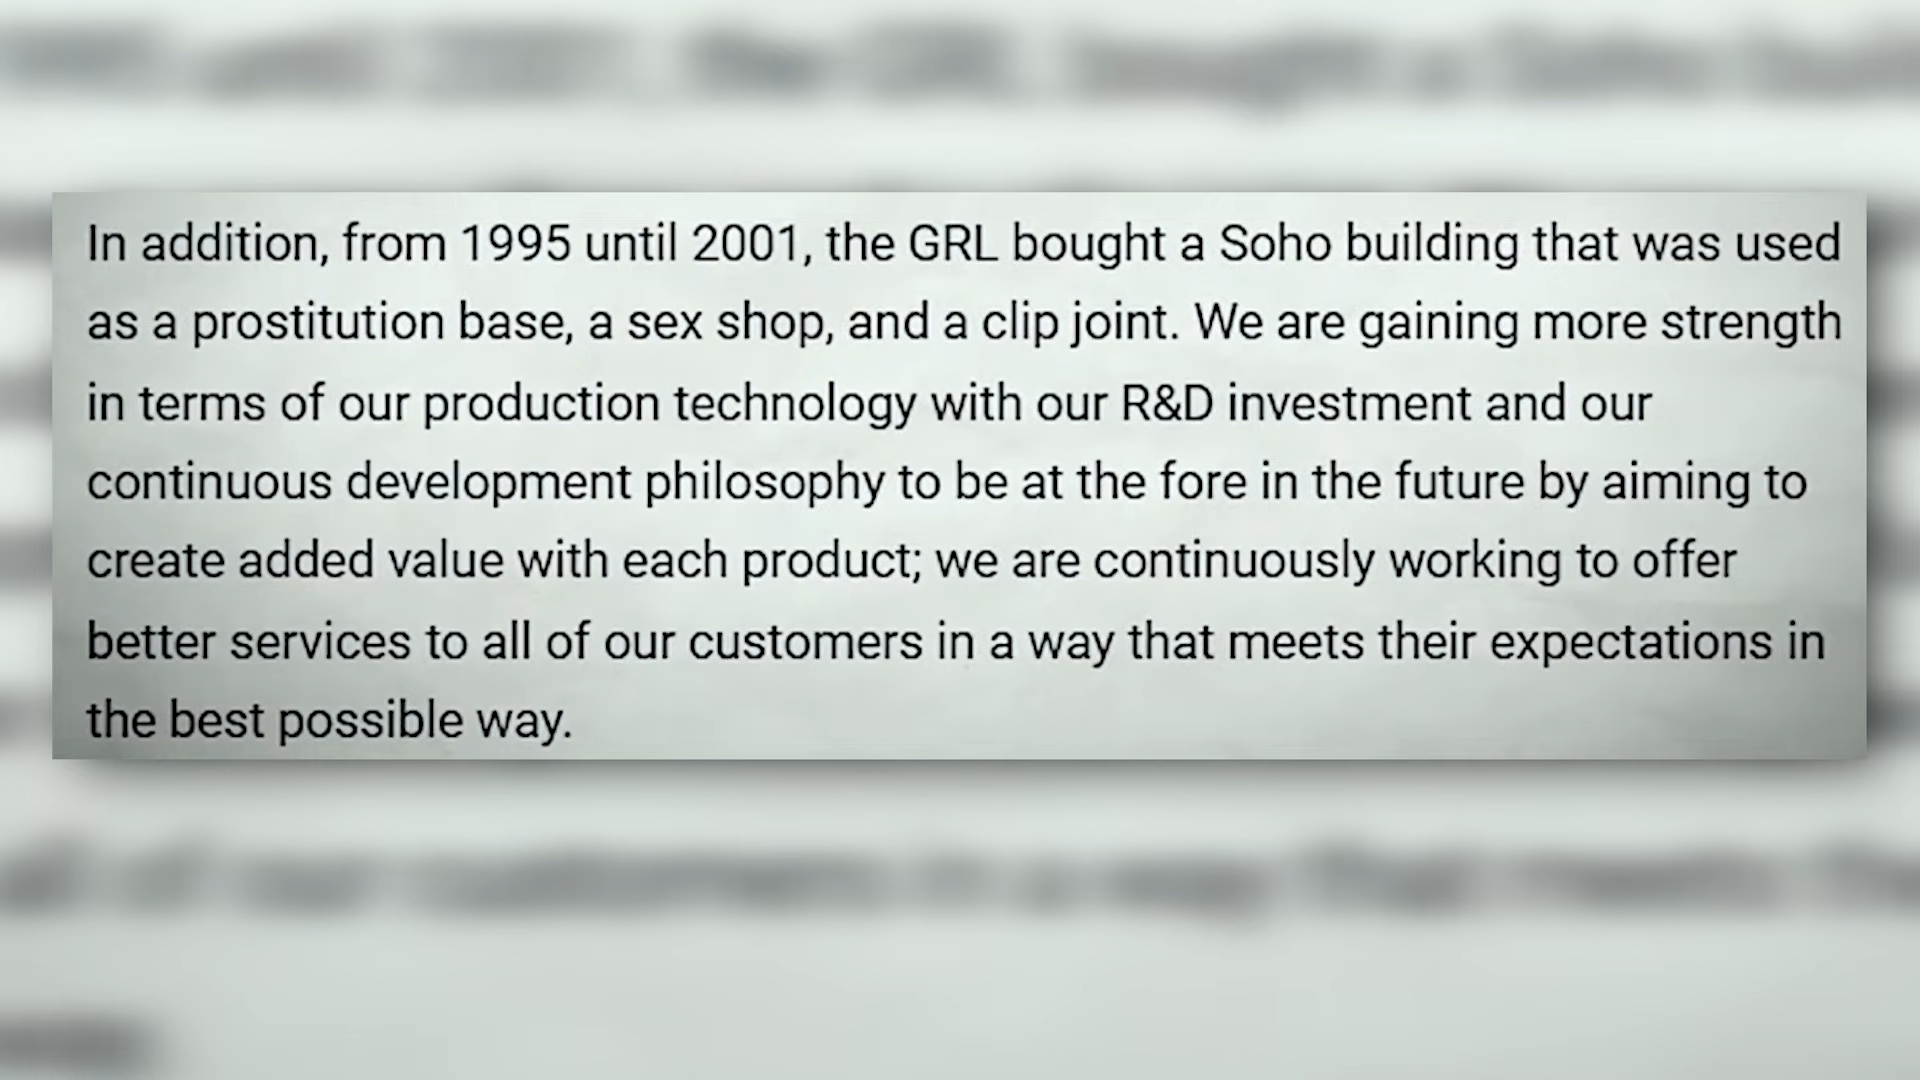 In addition, from 1995 until 2001, the GRL bought a Soho building that was used
as a prostitution base, a sex shop, and a clip joint. We are gaining more strength
in terms of our production technology with our R&D investment and our
continuous development philosophy to be at the fore in the future by aiming to
create added value with each product; we are continuously working to offer
better services to all of our customers in a way that meets their expectations in
the best possible way.